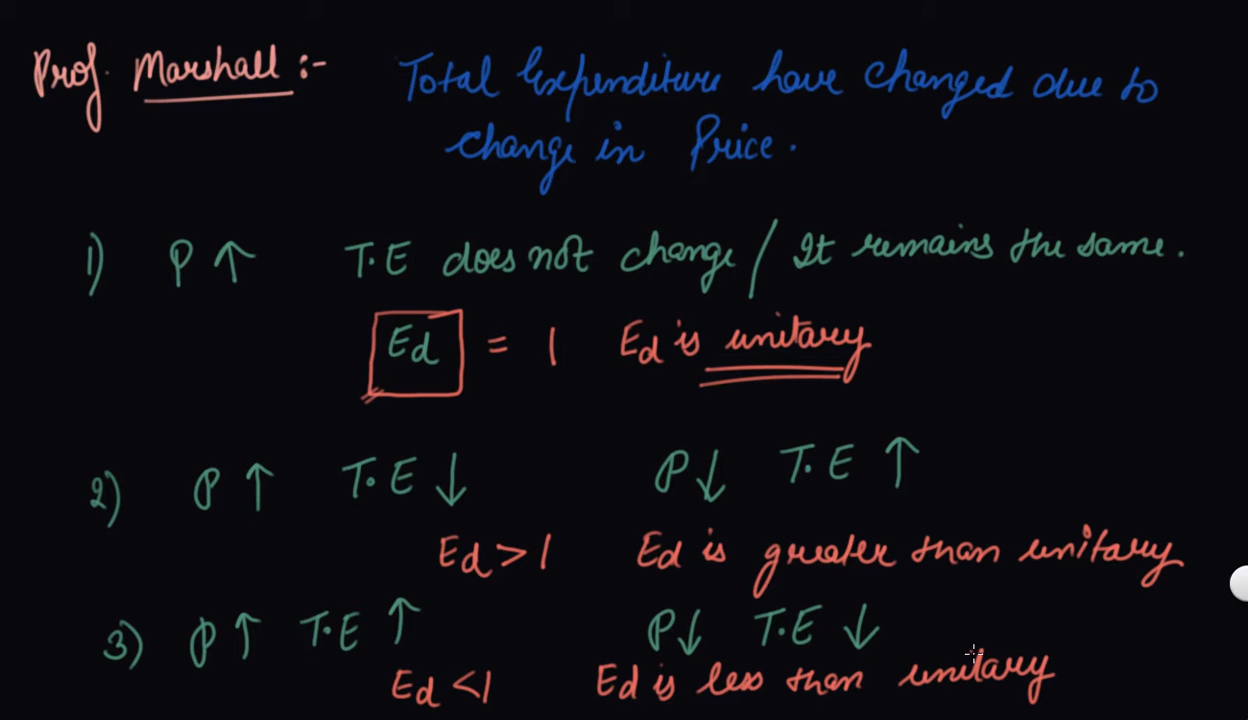 Prof. Marshall :- Total Expenditure have changed due to
change in Price.
1) P ↑ T.E does not change / It remains the same.
Ed = 1 Ed is unitary
2) P ↑ T.E ↓ P ↓ T.E ↑
Ed > 1 Ed is greater than unitary
3) P ↑ T.E ↑ P ↓ T.E ↓
Ed < 1 Ed is less than unitary